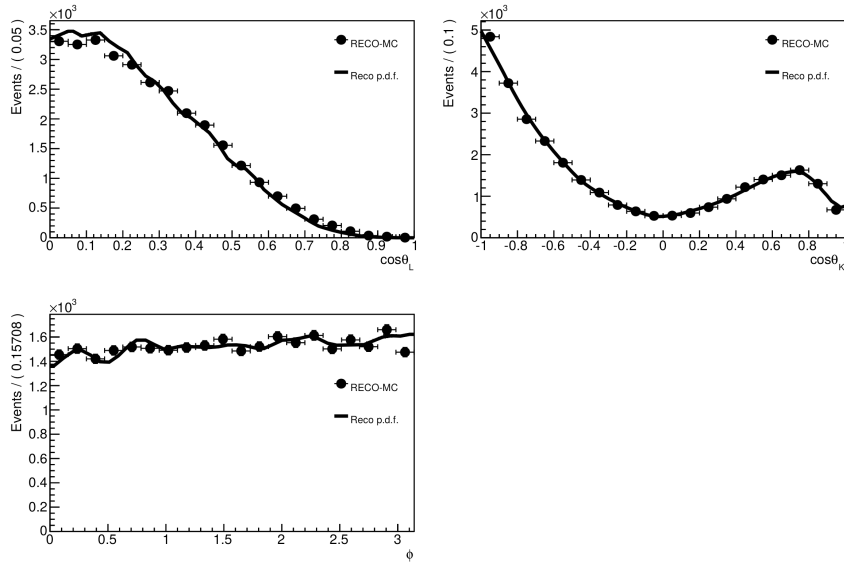 ×10³
Events / ( 0.05 )
3.5
3
2.5
2
1.5
1
0.5
0
RECO-MC
Reco p.d.f.
0 0.1 0.2 0.3 0.4 0.5 0.6 0.7 0.8 0.9 1
cosθ_L
×10³
Events / ( 0.1 )
5
4
3
2
1
0
RECO-MC
Reco p.d.f.
-1 -0.8 -0.6 -0.4 -0.2 0 0.2 0.4 0.6 0.8 1
cosθ_K
×10³
Events / ( 0.15708 )
1.6
1.4
1.2
1
0.8
0.6
0.4
0.2
0
RECO-MC
Reco p.d.f.
0 0.5 1 1.5 2 2.5 3
φ